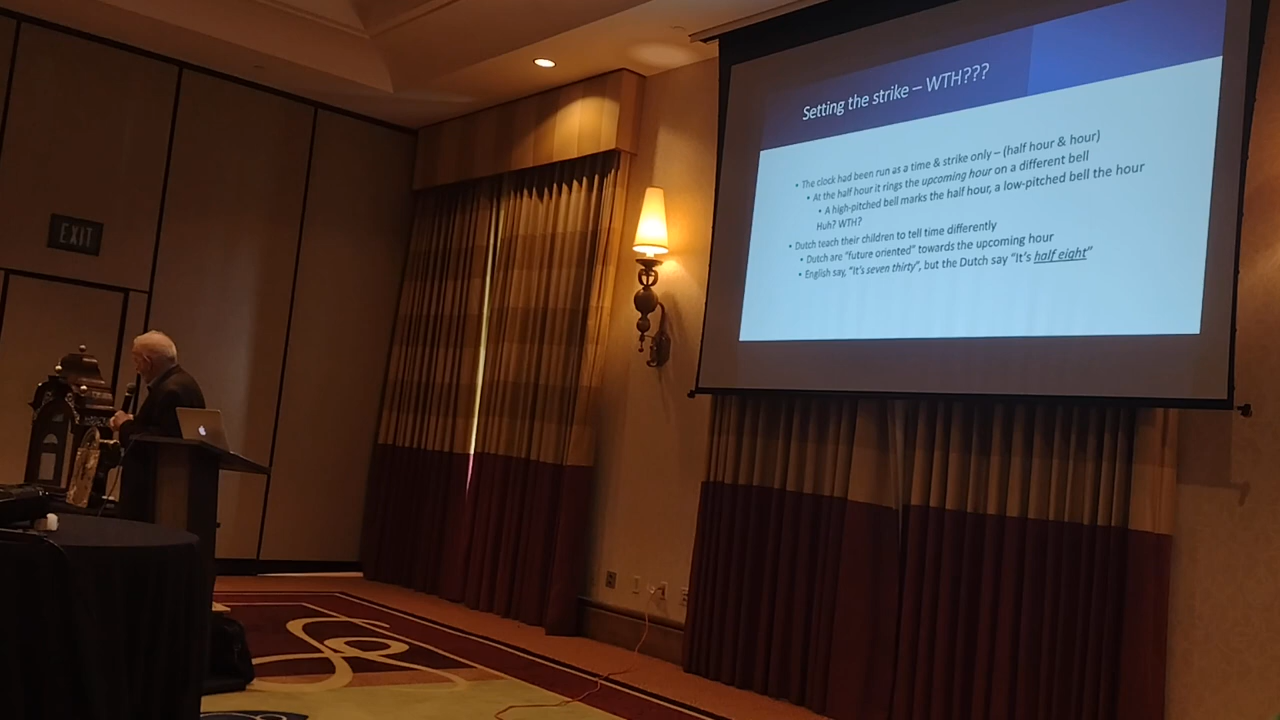 EXIT
Setting the strike – WTH???
• The clock had been run as a time & strike only – (half hour & hour)
• At the half hour it rings the upcoming hour on a different bell
• A high-pitched bell marks the half hour, a low-pitched bell the hour
Huh? WTH?
• Dutch teach their children to tell time differently
• Dutch are "future oriented" towards the upcoming hour
• English say, "It's seven thirty", but the Dutch say "It's half eight"